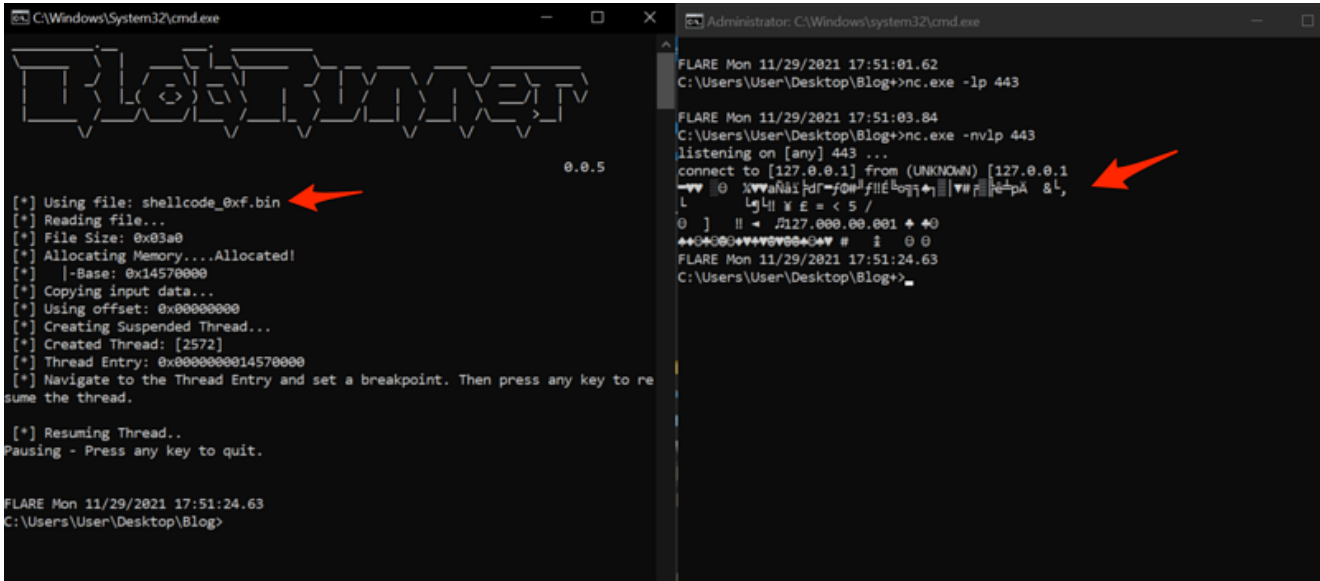 C:\Windows\System32\cmd.exe
BlobRunner
0.0.5
[*] Using file: shellcode_0xf.bin
[*] Reading file...
[*] File Size: 0x03a0
[*] Allocating Memory....Allocated!
[*]   |-Base: 0x14570000
[*] Copying input data...
[*] Using offset: 0x00000000
[*] Creating Suspended Thread...
[*] Created Thread: [2572]
[*] Thread Entry: 0x0000000014570000
[*] Navigate to the Thread Entry and set a breakpoint. Then press any key to re
sume the thread.
[*] Resuming Thread..
Pausing - Press any key to quit.
FLARE Mon 11/29/2021 17:51:24.63
C:\Users\User\Desktop\Blog>
Administrator: C:\Windows\system32\cmd.exe
FLARE Mon 11/29/2021 17:51:01.62
C:\Users\User\Desktop\Blog+>nc.exe -lp 443
FLARE Mon 11/29/2021 17:51:03.84
C:\Users\User\Desktop\Blog+>nc.exe -nvlp 443
listening on [any] 443 ...
connect to [127.0.0.1] from (UNKNOWN) [127.0.0.1
¥ £ = < 5 /
127.000.00.001
FLARE Mon 11/29/2021 17:51:24.63
C:\Users\User\Desktop\Blog+>